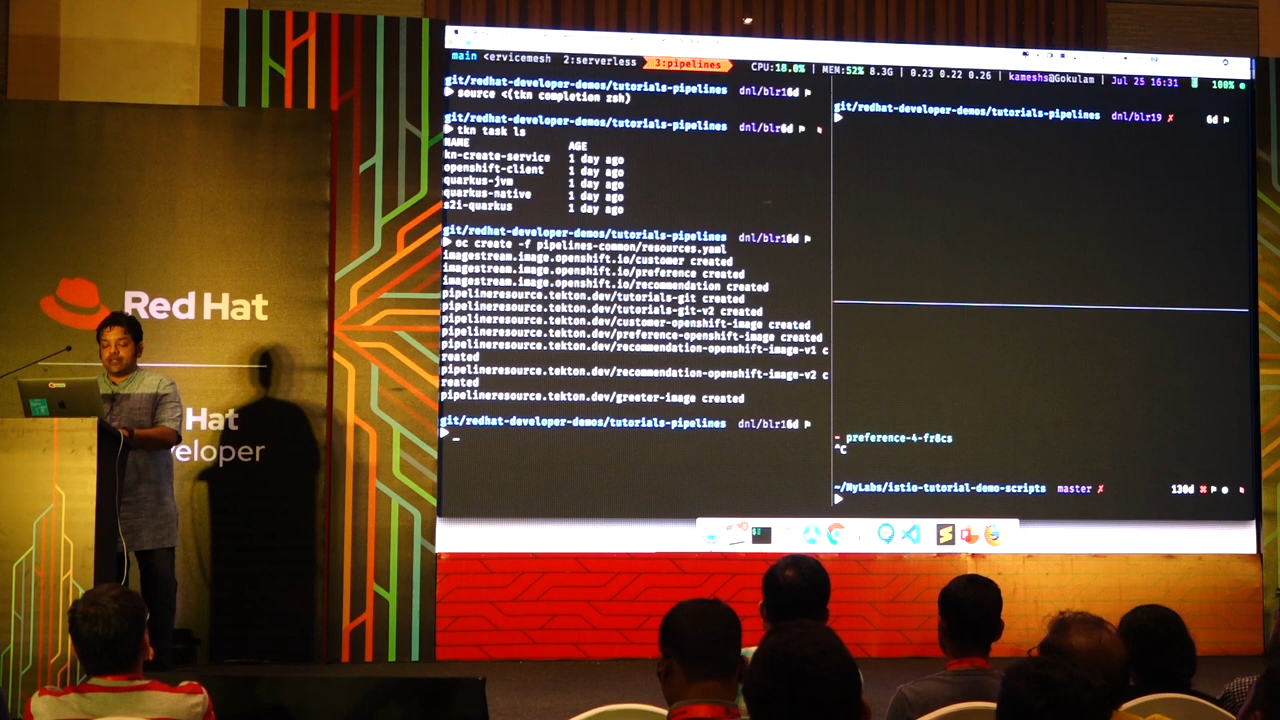 main <ervicemesh 2:serverless 3:pipelines CPU:18.0% | MEM:52% 8.3G | 0.23 0.22 0.26 | kameshs@Gokulam | Jul 25 16:31 100%
git/redhat-developer-demos/tutorials-pipelines dnl/blr16d
source <(tkn completion zsh)
git/redhat-developer-demos/tutorials-pipelines dnl/blr6d
tkn task ls
NAME AGE
kn-create-service 1 day ago
openshift-client 1 day ago
quarkus-jvm 1 day ago
quarkus-native 1 day ago
s2i-quarkus 1 day ago
git/redhat-developer-demos/tutorials-pipelines dnl/blr16d
oc create -f pipelines-common/resources.yaml
imagestream.image.openshift.io/customer created
imagestream.image.openshift.io/preference created
imagestream.image.openshift.io/recommendation created
pipelineresource.tekton.dev/tutorials-git created
pipelineresource.tekton.dev/tutorials-git-v2 created
pipelineresource.tekton.dev/customer-openshift-image created
pipelineresource.tekton.dev/preference-openshift-image created
pipelineresource.tekton.dev/recommendation-openshift-image-v1 c
reated
pipelineresource.tekton.dev/recommendation-openshift-image-v2 c
reated
pipelineresource.tekton.dev/greeter-image created
git/redhat-developer-demos/tutorials-pipelines dnl/blr16d
git/redhat-developer-demos/tutorials-pipelines dnl/blr19 ✗ 6d
- preference-4-fr8cs
^C
~/MyLabs/istio-tutorial-demo-scripts master ✗ 130d
Red Hat
Hat
veloper